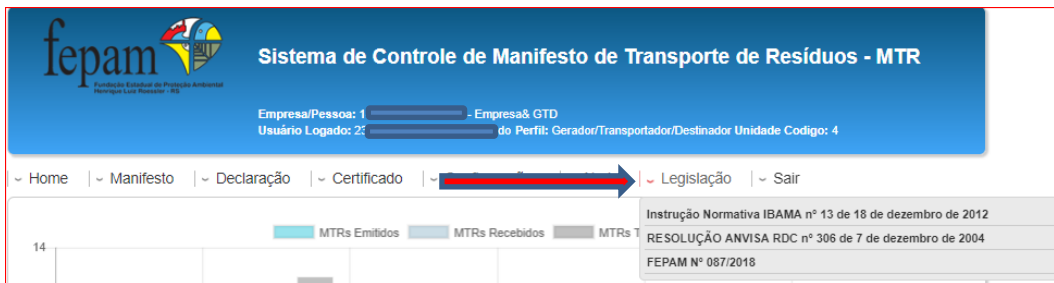 fepam
Fundação Estadual de Proteção Ambiental
Henrique Luiz Roessler - RS
Sistema de Controle de Manifesto de Transporte de Resíduos - MTR
Empresa/Pessoa: 1 - Empresa& GTD
Usuário Logado: 23 do Perfil: Gerador/Transportador/Destinador Unidade Codigo: 4
Home Manifesto Declaração Certificado Legislação Sair
Instrução Normativa IBAMA nº 13 de 18 de dezembro de 2012
MTRs Emitidos MTRs Recebidos MTRs T
RESOLUÇÃO ANVISA RDC nº 306 de 7 de dezembro de 2004
14
FEPAM Nº 087/2018